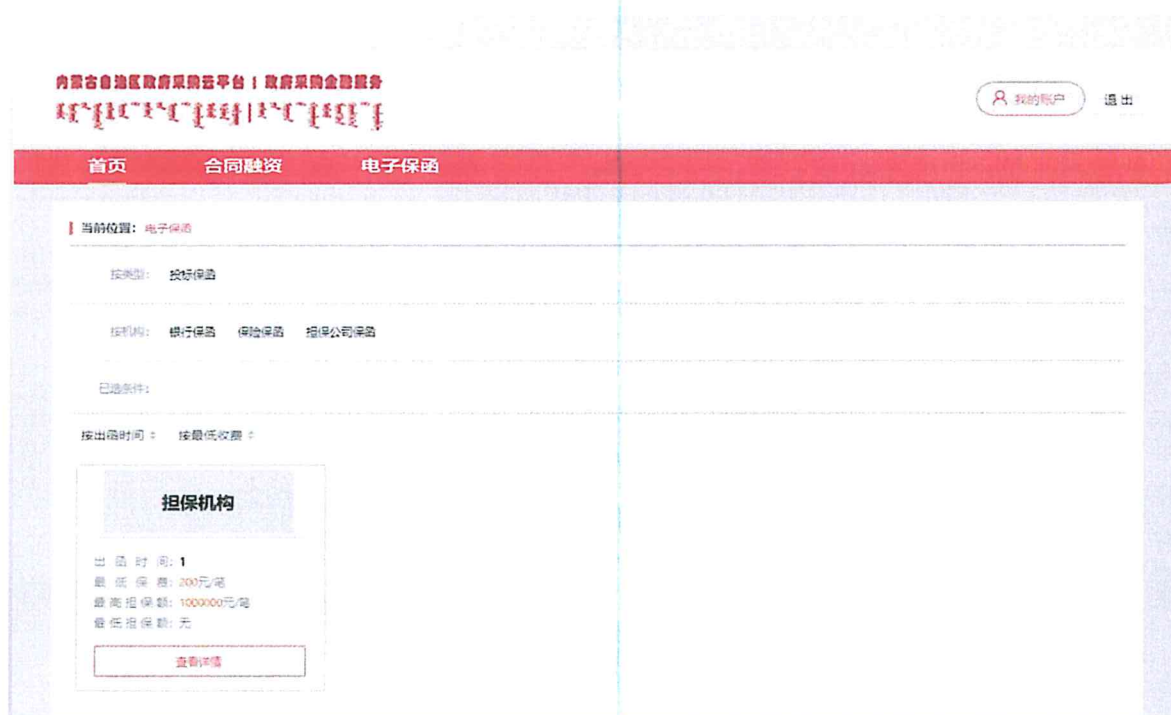 内蒙古自治区政府采购云平台 | 政府采购金融服务
我的账户 退出
首页 合同融资 电子保函
当前位置：电子保函
按类型： 投标保函
按机构： 银行保函 保险保函 担保公司保函
已选条件：
按出函时间 按最低收费
担保机构
出函时间：1
最低保费：200元/笔
最高担保额：1000000元/笔
最低担保额：无
查看详情